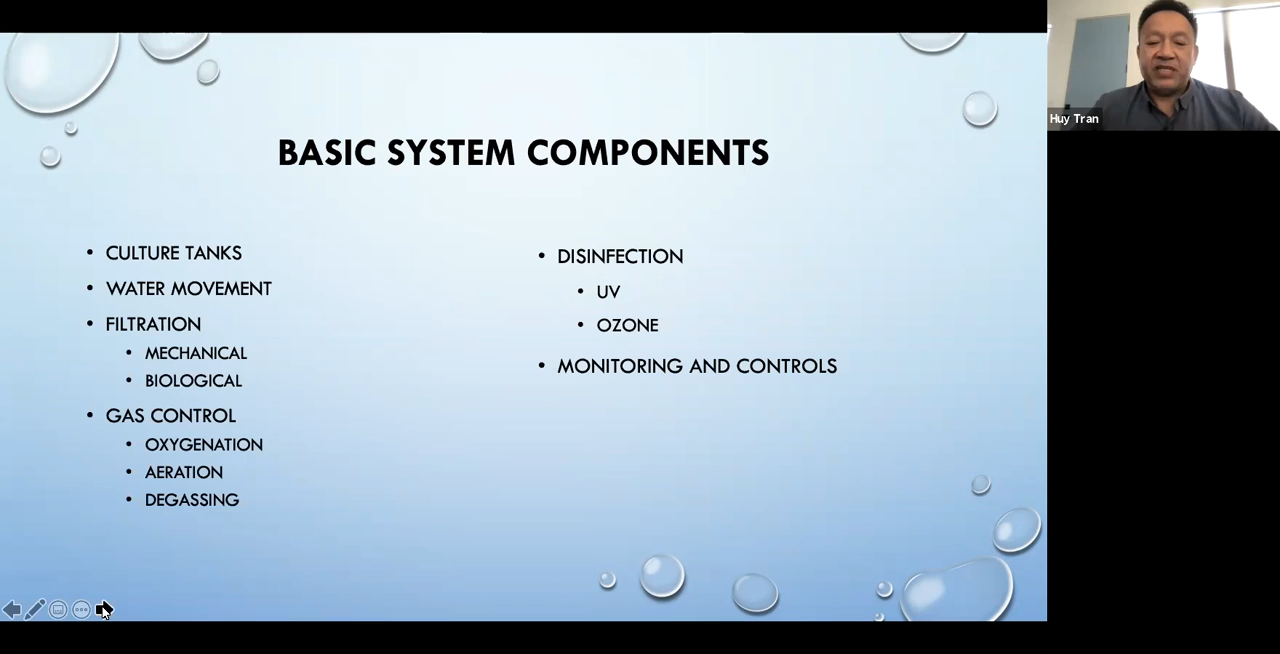 BASIC SYSTEM COMPONENTS
• CULTURE TANKS
• WATER MOVEMENT
• FILTRATION
• MECHANICAL
• BIOLOGICAL
• GAS CONTROL
• OXYGENATION
• AERATION
• DEGASSING
• DISINFECTION
• UV
• OZONE
• MONITORING AND CONTROLS
Huy Tran